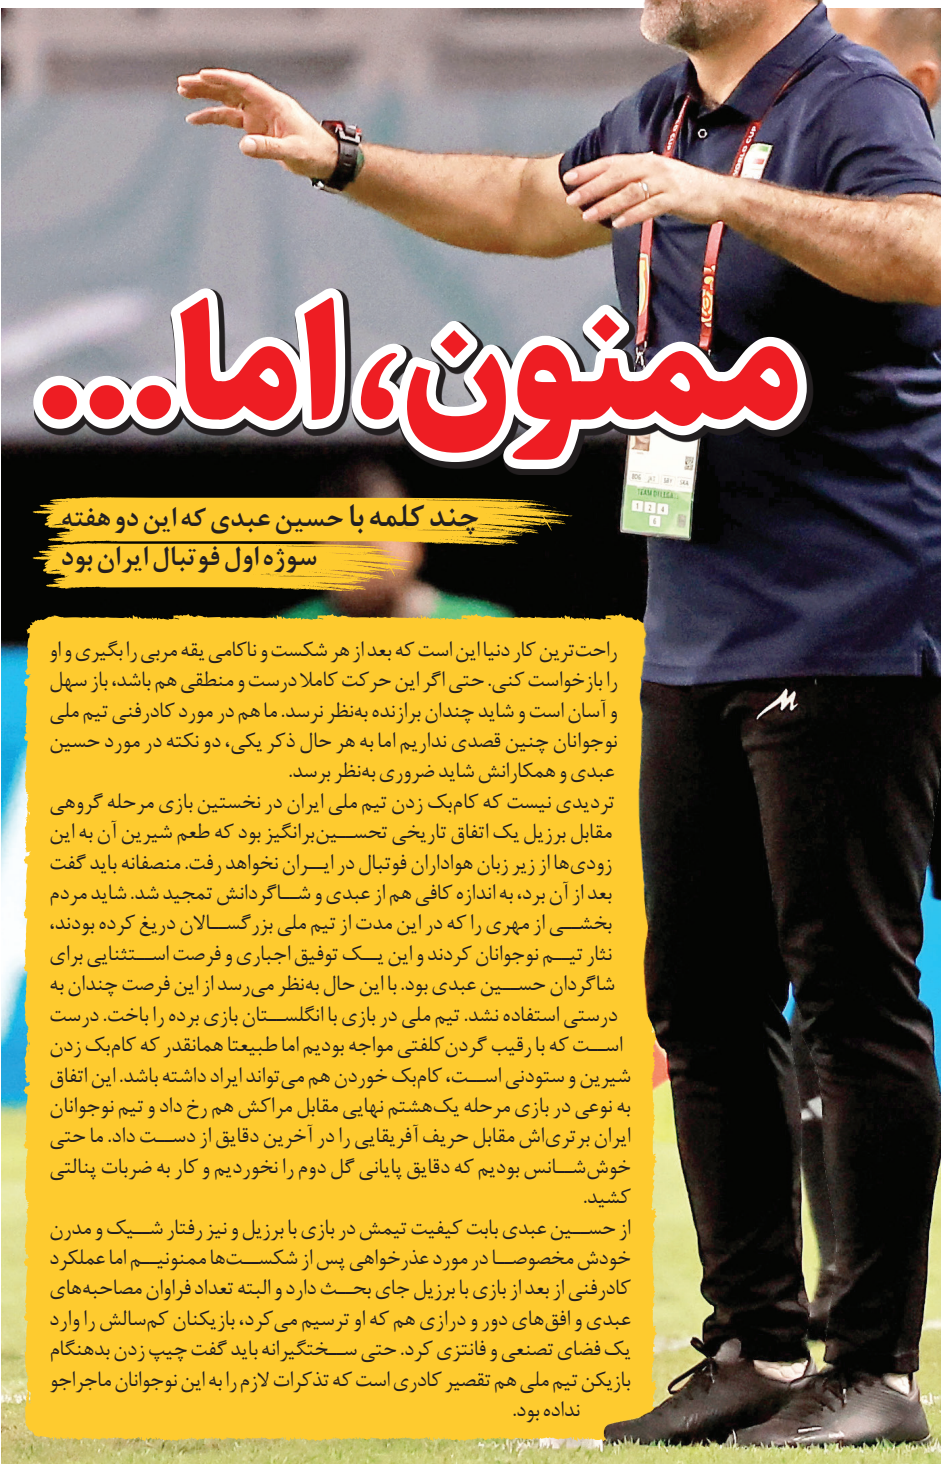 ممنون، اما...
چند کلمه با حسین عبدی که این دو هفته
سوژه اول فوتبال ایران بود
راحت‌ترین کار دنیا این است که بعد از هر شکست و ناکامی یقه مربی را بگیری و او
را بازخواست کنی. حتی اگر این حرکت کاملا درست و منطقی هم باشد، باز سهل
و آسان است و شاید چندان برازنده به‌نظر نرسد. ما هم در مورد کادرفنی تیم ملی
نوجوانان چنین قصدی نداریم اما به هر حال ذکر یکی، دو نکته در مورد حسین
عبدی و همکارانش شاید ضروری به‌نظر برسد.
تردیدی نیست که کام‌بک زدن تیم ملی ایران در نخستین بازی مرحله گروهی
مقابل برزیل یک اتفاق تاریخی تحسین‌برانگیز بود که طعم شیرین آن به این
زودی‌ها از زیر زبان هواداران فوتبال در ایران نخواهد رفت. منصفانه باید گفت
بعد از آن برد، به اندازه کافی هم از عبدی و شاگردانش تمجید شد. شاید مردم
بخشی از مهری را که در این مدت از تیم ملی بزرگسالان دریغ کرده بودند،
نثار تیم نوجوانان کردند و این یک توفیق اجباری و فرصت استثنایی برای
شاگردان حسین عبدی بود. با این حال به‌نظر می‌رسد از این فرصت چندان به
درستی استفاده نشد. تیم ملی در بازی با انگلستان بازی برده را باخت. درست
است که با رقیب گردن‌کلفتی مواجه بودیم اما طبیعتا همانقدر که کام‌بک زدن
شیرین و ستودنی است، کام‌بک خوردن هم می‌تواند ایراد داشته باشد. این اتفاق
به نوعی در بازی مرحله یک‌هشتم نهایی مقابل مراکش هم رخ داد و تیم نوجوانان
ایران برتری‌اش مقابل حریف آفریقایی را در آخرین دقایق از دست داد. ما حتی
خوش‌شانس بودیم که دقایق پایانی گل دوم را نخوردیم و کار به ضربات پنالتی
کشید.
از حسین عبدی بابت کیفیت تیمش در بازی با برزیل و نیز رفتار شیک و مدرن
خودش مخصوصا در مورد عذرخواهی پس از شکست‌ها ممنونیم اما عملکرد
کادرفنی از بعد از بازی با برزیل جای بحث دارد و البته تعداد فراوان مصاحبه‌های
عبدی و افق‌های دور و درازی هم که او ترسیم می‌کرد، بازیکنان کم‌سالش را وارد
یک فضای تصنعی و فانتزی کرد. حتی سختگیرانه باید گفت چیپ زدن بدهنگام
بازیکن تیم ملی هم تقصیر کادری است که تذکرات لازم را به این نوجوانان ماجراجو
نداده بود.